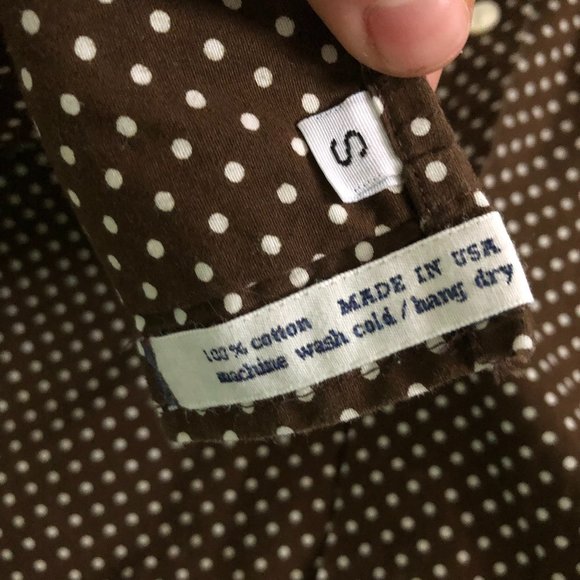 S
100% cotton MADE IN USA
machine wash cold / hang dry